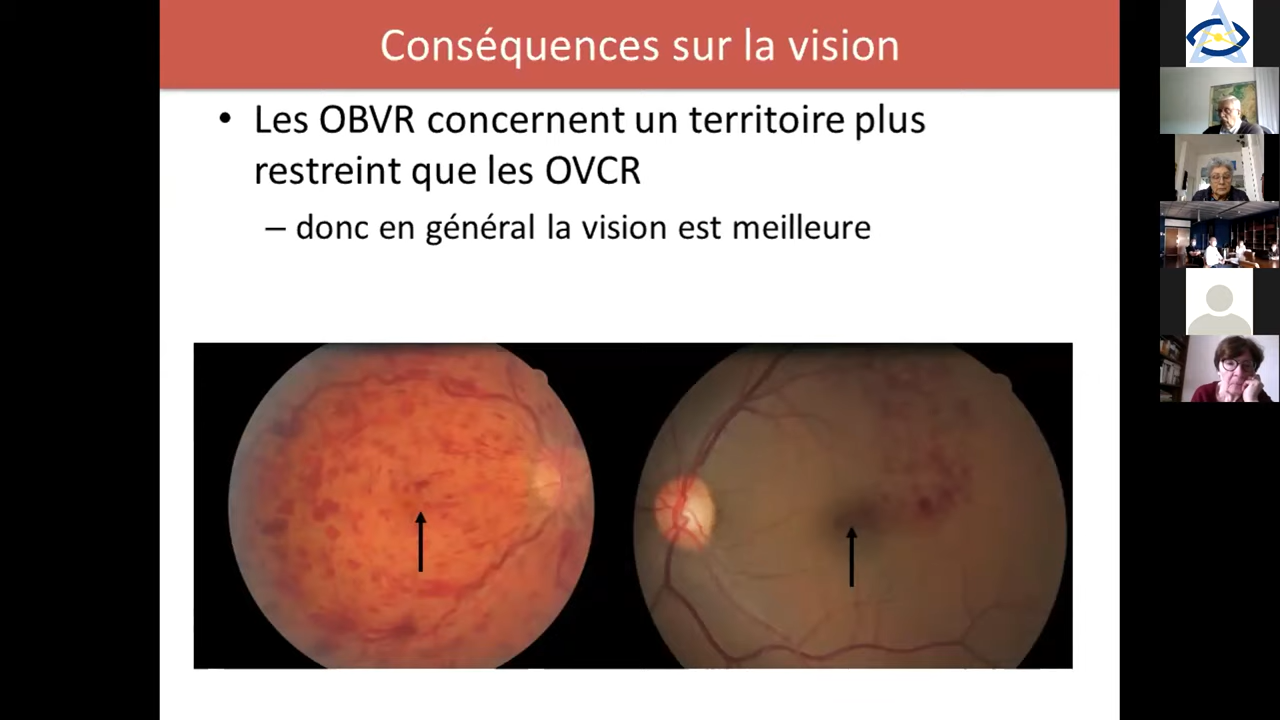 Conséquences sur la vision
• Les OBVR concernent un territoire plus
restreint que les OVCR
– donc en général la vision est meilleure